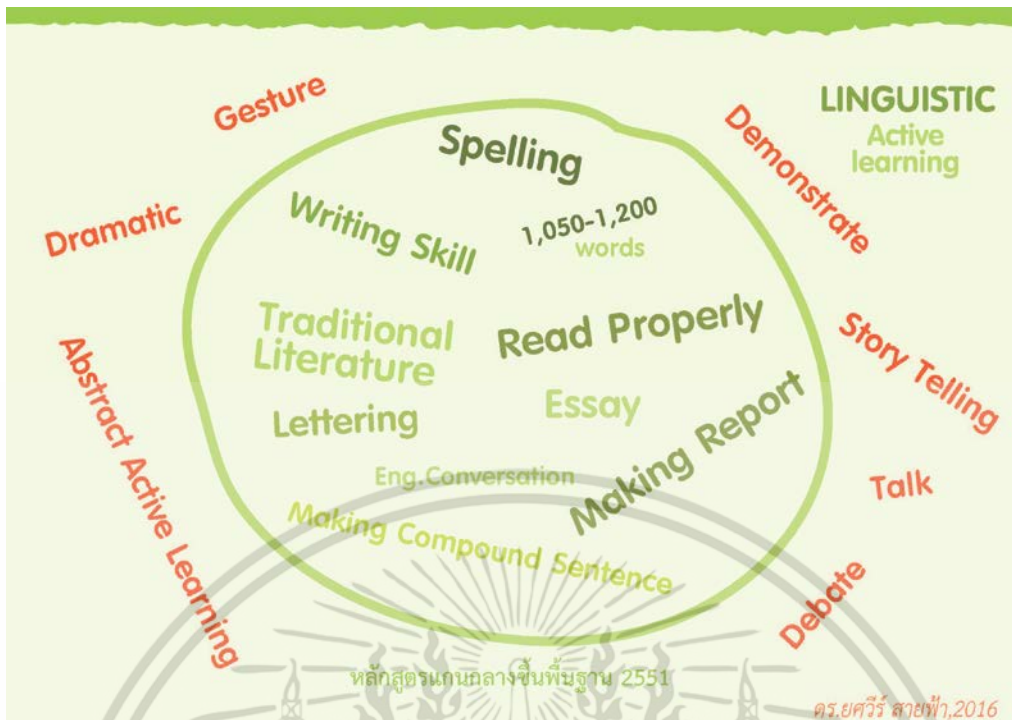 Gesture
LINGUISTIC
Active
learning
Spelling
Demonstrate
Dramatic
Writing Skill
1,050-1,200
words
Traditional
Literature
Read Properly
Story Telling
Abstract Active Learning
Lettering
Essay
Making Report
Eng.Conversation
Talk
Making Compound Sentence
Debate
หลักสูตรแกนกลางขั้นพื้นฐาน 2551
ดร.ยศวีร์ สายฟ้า,2016